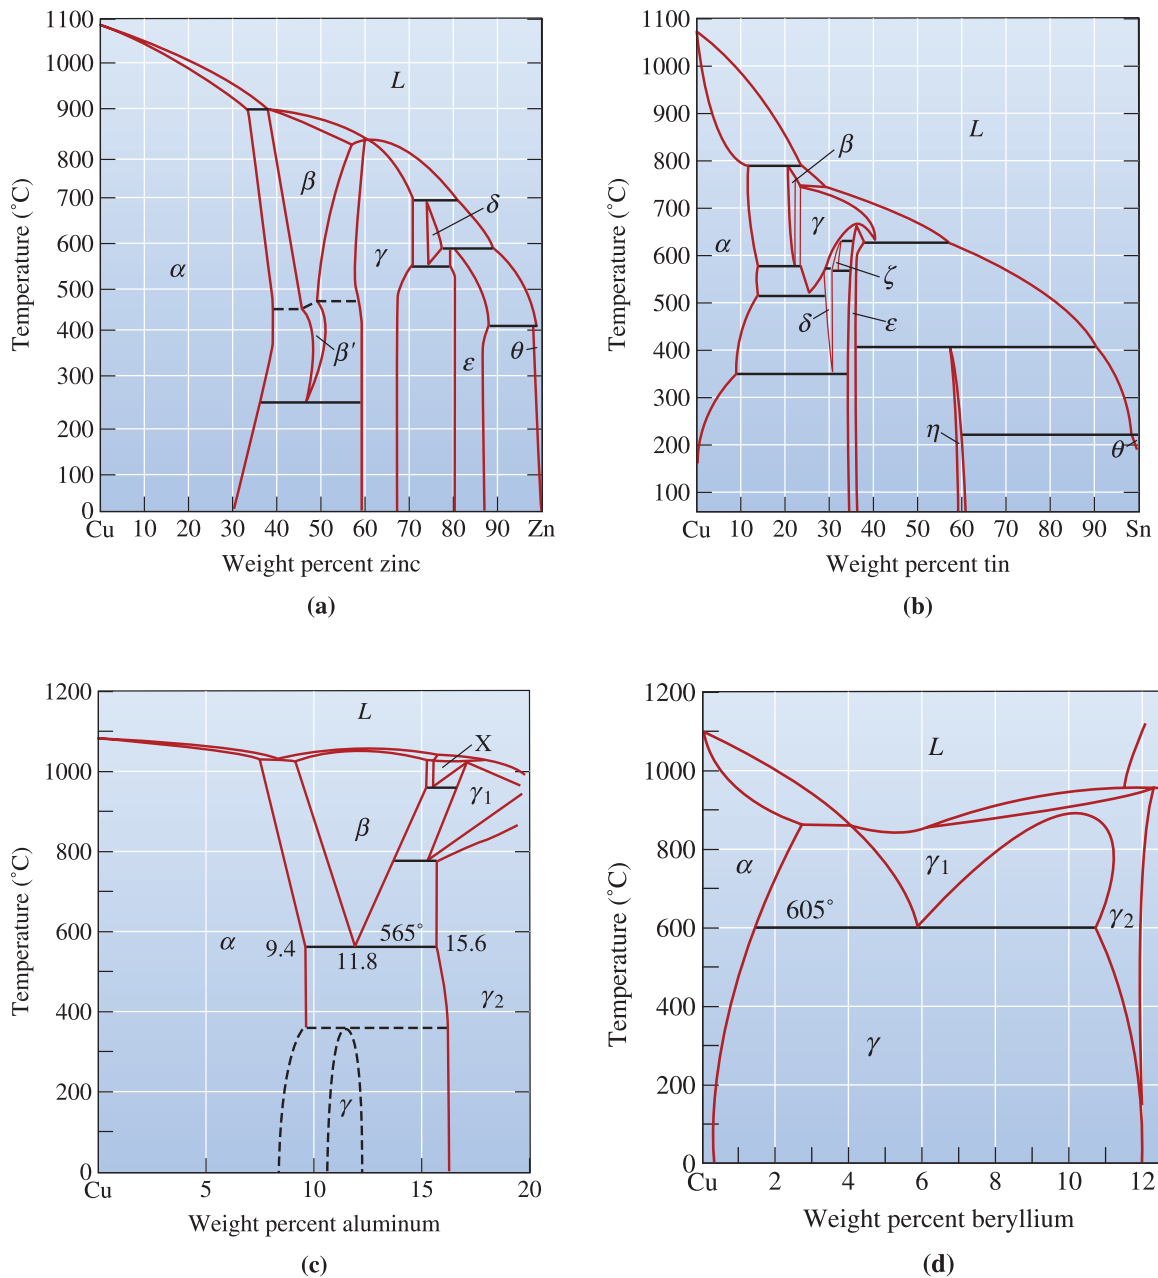 1100
1000
900
800
700
600
500
400
300
200
100
0
Temperature (°C)
L
β
δ
γ
α
β′
ε
θ
Cu 10 20 30 40 50 60 70 80 90 Zn
Weight percent zinc
(a)
1100
1000
900
800
700
600
500
400
300
200
100
Temperature (°C)
L
β
γ
α
ζ
δ
ε
η
θ
Cu 10 20 30 40 50 60 70 80 90 Sn
Weight percent tin
(b)
1200
1000
800
600
400
200
0
Temperature (°C)
L
X
γ1
β
565°
α 9.4
15.6
11.8
γ2
γ
Cu 5 10 15 20
Weight percent aluminum
(c)
1200
1000
800
600
400
200
0
Temperature (°C)
L
α
γ1
605°
γ2
γ
Cu 2 4 6 8 10 12
Weight percent beryllium
(d)